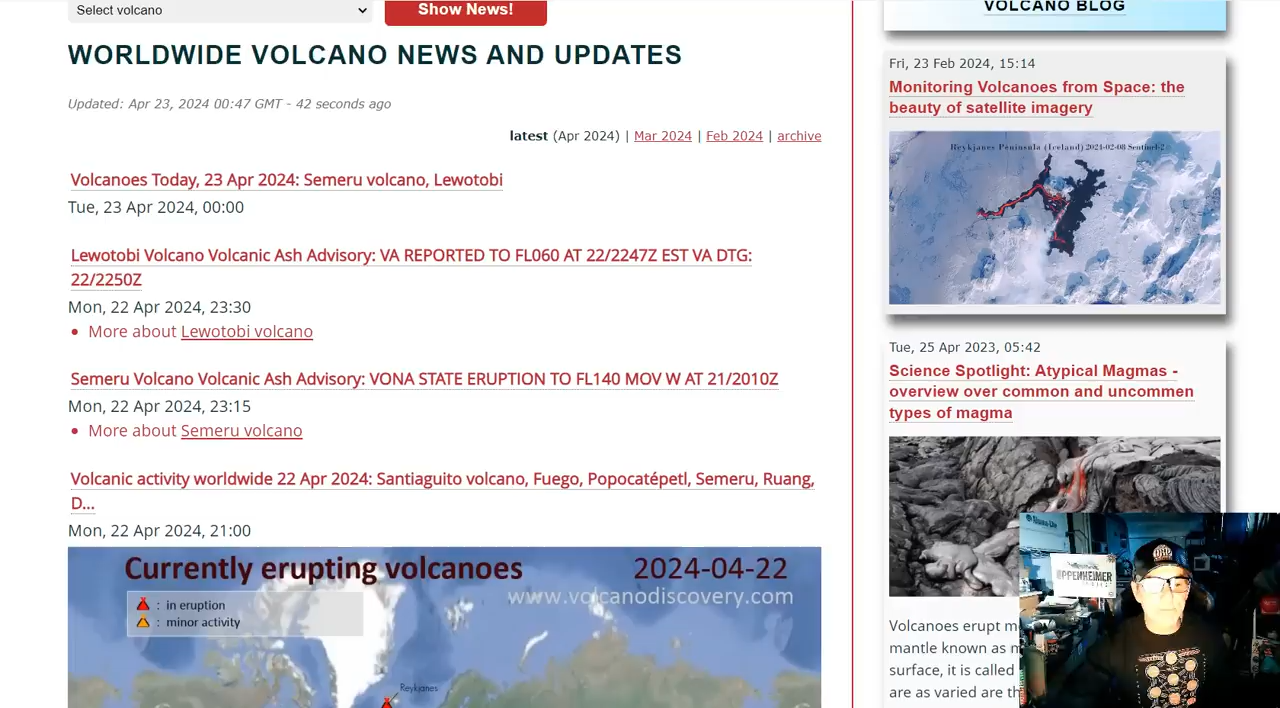 Select volcano
Show News!
WORLDWIDE VOLCANO NEWS AND UPDATES
Updated: Apr 23, 2024 00:47 GMT - 42 seconds ago
latest (Apr 2024) | Mar 2024 | Feb 2024 | archive
Volcanoes Today, 23 Apr 2024: Semeru volcano, Lewotobi
Tue, 23 Apr 2024, 00:00
Lewotobi Volcano Volcanic Ash Advisory: VA REPORTED TO FL060 AT 22/2247Z EST VA DTG:
22/2250Z
Mon, 22 Apr 2024, 23:30
• More about Lewotobi volcano
Semeru Volcano Volcanic Ash Advisory: VONA STATE ERUPTION TO FL140 MOV W AT 21/2010Z
Mon, 22 Apr 2024, 23:15
• More about Semeru volcano
Volcanic activity worldwide 22 Apr 2024: Santiaguito volcano, Fuego, Popocatépetl, Semeru, Ruang,
D...
Mon, 22 Apr 2024, 21:00
Currently erupting volcanoes 2024-04-22
www.volcanodiscovery.com
: in eruption
: minor activity
Reykjanes
VOLCANO BLOG
Fri, 23 Feb 2024, 15:14
Monitoring Volcanoes from Space: the
beauty of satellite imagery
Reykjanes Peninsula (Iceland) 2024-02-08 Sentinel-2
Tue, 25 Apr 2023, 05:42
Science Spotlight: Atypical Magmas -
overview over common and uncommen
types of magma
Volcanoes erupt m
mantle known as m
surface, it is called
are as varied are th
OPPENHEIMER